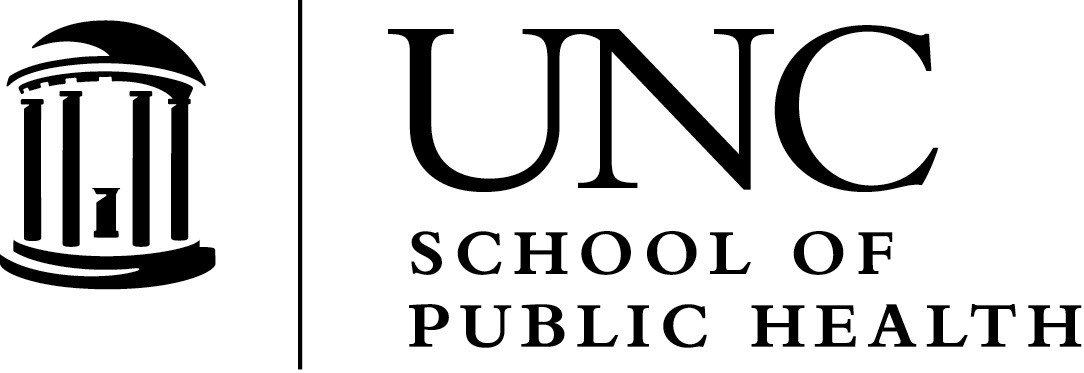 UNC
SCHOOL OF
PUBLIC HEALTH